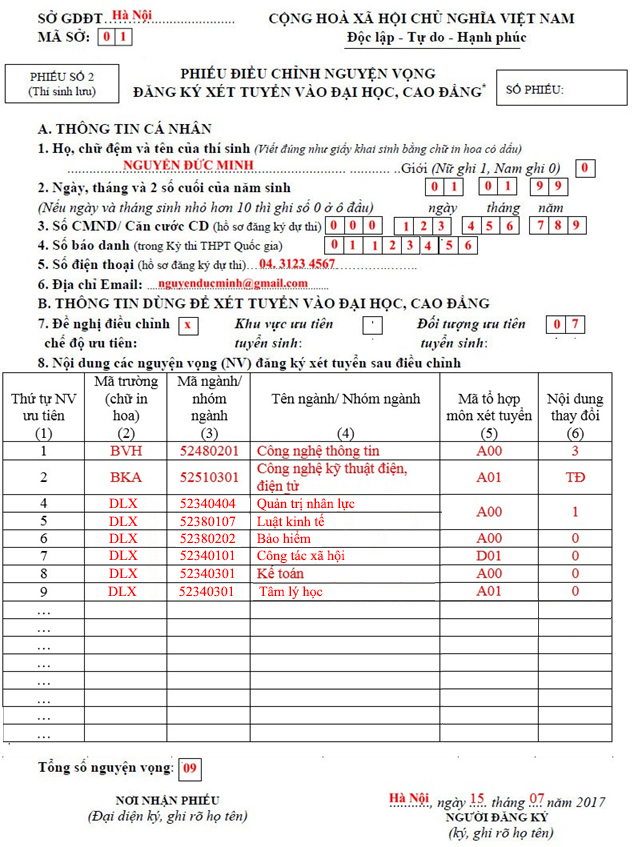 SỞ GDĐT Hà Nội CỘNG HOÀ XÃ HỘI CHỦ NGHĨA VIỆT NAM
MÃ SỞ: 0 1 Độc lập - Tự do - Hạnh phúc
PHIẾU SỐ 2
(Thí sinh lưu)
PHIẾU ĐIỀU CHỈNH NGUYỆN VỌNG
ĐĂNG KÝ XÉT TUYỂN VÀO ĐẠI HỌC, CAO ĐẲNG*
SỐ PHIẾU:
A. THÔNG TIN CÁ NHÂN
1. Họ, chữ đệm và tên của thí sinh (Viết đúng như giấy khai sinh bằng chữ in hoa có dấu)
NGUYỄN ĐỨC MINH Giới (Nữ ghi 1, Nam ghi 0) 0
2. Ngày, tháng và 2 số cuối của năm sinh 0 1 0 1 9 9
(Nếu ngày và tháng sinh nhỏ hơn 10 thì ghi số 0 ở ô đầu) ngày tháng năm
3. Số CMND/ Căn cước CD (hồ sơ đăng ký dự thi) 0 0 0 1 2 3 4 5 6 7 8 9
4. Số báo danh (trong Kỳ thi THPT Quốc gia) 0 1 1 2 3 4 5 6
5. Số điện thoại (hồ sơ đăng ký dự thi) 04. 3123 4567
6. Địa chỉ Email: nguyenducminh@gmail.com
B. THÔNG TIN DÙNG ĐỂ XÉT TUYỂN VÀO ĐẠI HỌC, CAO ĐẲNG
7. Đề nghị điều chỉnh x Khu vực ưu tiên Đối tượng ưu tiên 0 7
chế độ ưu tiên: tuyển sinh: tuyển sinh:
8. Nội dung các nguyện vọng (NV) đăng ký xét tuyển sau điều chỉnh
Thứ tự NV ưu tiên (1) Mã trường (chữ in hoa) (2) Mã ngành/ nhóm ngành (3) Tên ngành/ Nhóm ngành (4) Mã tổ hợp môn xét tuyển (5) Nội dung thay đổi (6)
1 BVH 52480201 Công nghệ thông tin A00 3
2 BKA 52510301 Công nghệ kỹ thuật điện, điện tử A01 TĐ
4 DLX 52340404 Quản trị nhân lực A00 1
5 DLX 52380107 Luật kinh tế
6 DLX 52380202 Bảo hiểm A00 0
7 DLX 52340101 Công tác xã hội D01 0
8 DLX 52340301 Kế toán A00 0
9 DLX 52340301 Tâm lý học A01 0
…
…
…
…
…
…
…
Tổng số nguyện vọng: 09
NƠI NHẬN PHIẾU
(Đại diện ký, ghi rõ họ tên)
Hà Nội, ngày 15 tháng 07 năm 2017
NGƯỜI ĐĂNG KÝ
(ký, ghi rõ họ tên)